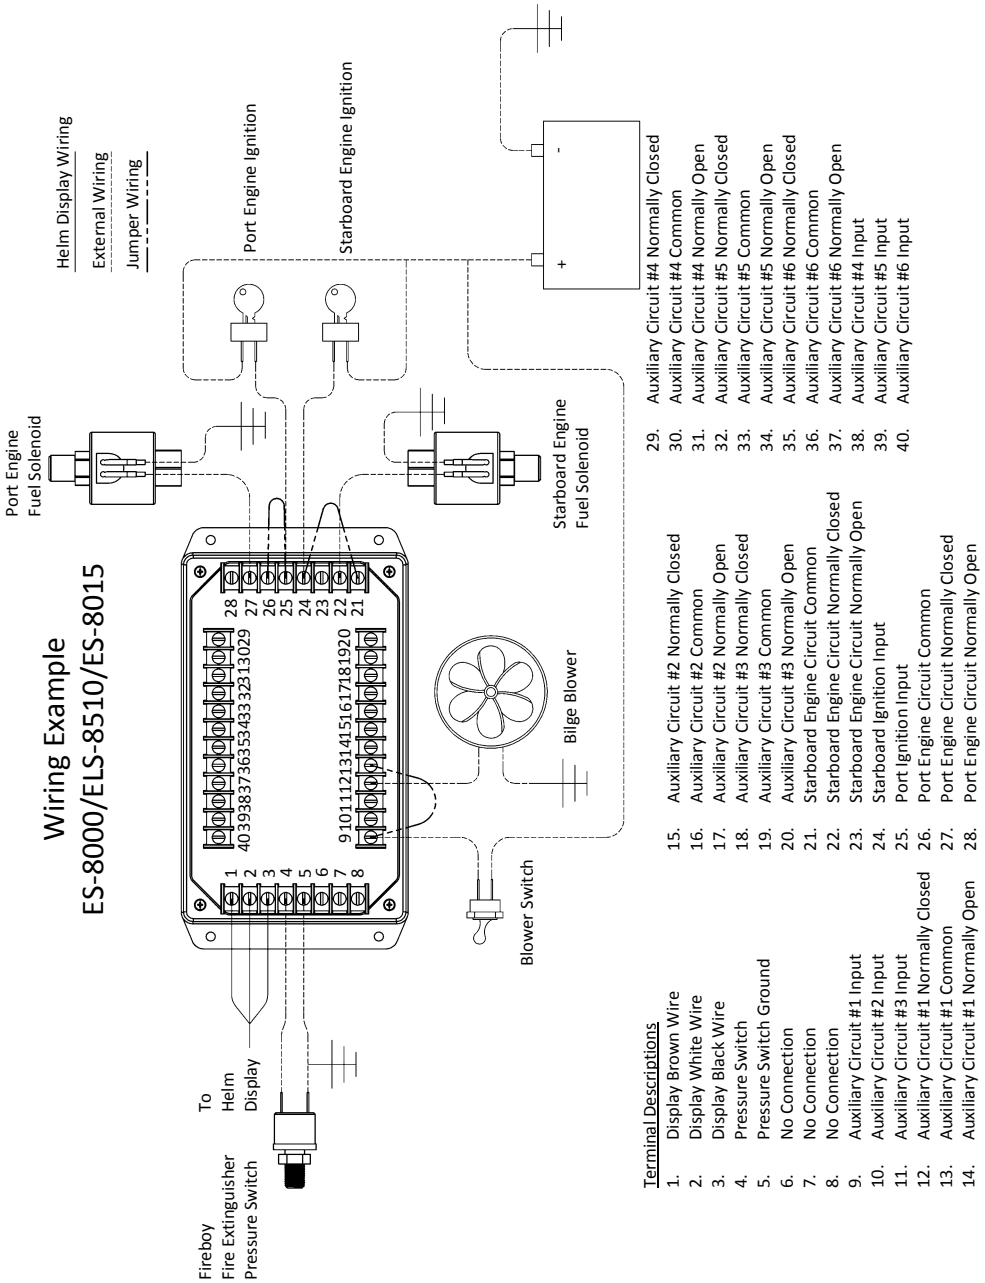 Wiring Example
ES-8000/ELS-8510/ES-8015
Helm Display Wiring
External Wiring
Jumper Wiring
Fireboy
Fire Extinguisher
Pressure Switch
To
Helm
Display
Port Engine
Fuel Solenoid
Port Engine Ignition
Starboard Engine Ignition
Starboard Engine
Fuel Solenoid
Blower Switch
Bilge Blower
+
-
1
2
3
4
5
6
7
8
40 39 38 37 36 35 34 33 32 31 30 29
9 10 11 12 13 14 15 16 17 18 19 20
28
27
26
25
24
23
22
21
Terminal Descriptions
1. Display Brown Wire
2. Display White Wire
3. Display Black Wire
4. Pressure Switch
5. Pressure Switch Ground
6. No Connection
7. No Connection
8. No Connection
9. Auxiliary Circuit #1 Input
10. Auxiliary Circuit #2 Input
11. Auxiliary Circuit #3 Input
12. Auxiliary Circuit #1 Normally Closed
13. Auxiliary Circuit #1 Common
14. Auxiliary Circuit #1 Normally Open
15. Auxiliary Circuit #2 Normally Closed
16. Auxiliary Circuit #2 Common
17. Auxiliary Circuit #2 Normally Open
18. Auxiliary Circuit #3 Normally Closed
19. Auxiliary Circuit #3 Common
20. Auxiliary Circuit #3 Normally Open
21. Starboard Engine Circuit Common
22. Starboard Engine Circuit Normally Closed
23. Starboard Engine Circuit Normally Open
24. Starboard Ignition Input
25. Port Ignition Input
26. Port Engine Circuit Common
27. Port Engine Circuit Normally Closed
28. Port Engine Circuit Normally Open
29. Auxiliary Circuit #4 Normally Closed
30. Auxiliary Circuit #4 Common
31. Auxiliary Circuit #4 Normally Open
32. Auxiliary Circuit #5 Normally Closed
33. Auxiliary Circuit #5 Common
34. Auxiliary Circuit #5 Normally Open
35. Auxiliary Circuit #6 Normally Closed
36. Auxiliary Circuit #6 Common
37. Auxiliary Circuit #6 Normally Open
38. Auxiliary Circuit #4 Input
39. Auxiliary Circuit #5 Input
40. Auxiliary Circuit #6 Input